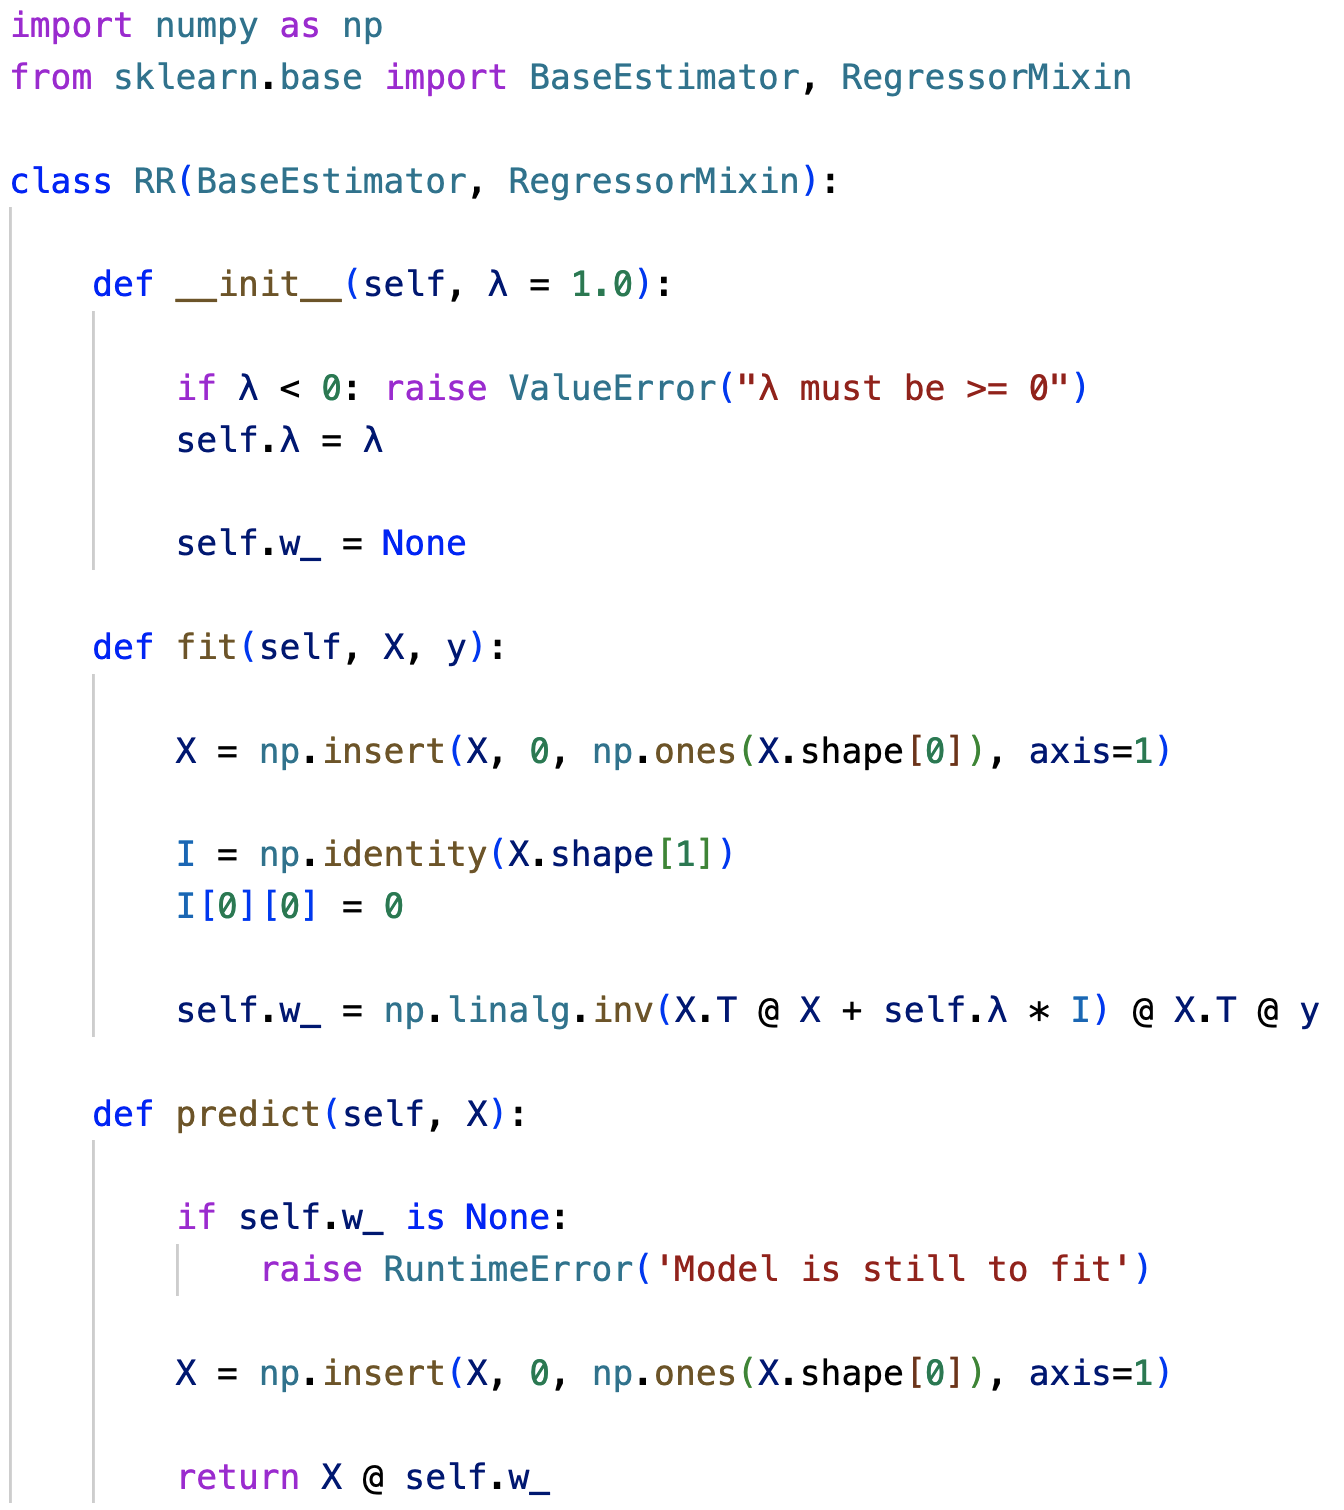 import numpy as np
from sklearn.base import BaseEstimator, RegressorMixin
class RR(BaseEstimator, RegressorMixin):
def __init__(self, λ = 1.0):
if λ < 0: raise ValueError("λ must be >= 0")
self.λ = λ
self.w_ = None
def fit(self, X, y):
X = np.insert(X, 0, np.ones(X.shape[0]), axis=1)
I = np.identity(X.shape[1])
I[0][0] = 0
self.w_ = np.linalg.inv(X.T @ X + self.λ * I) @ X.T @ y
def predict(self, X):
if self.w_ is None:
raise RuntimeError('Model is still to fit')
X = np.insert(X, 0, np.ones(X.shape[0]), axis=1)
return X @ self.w_